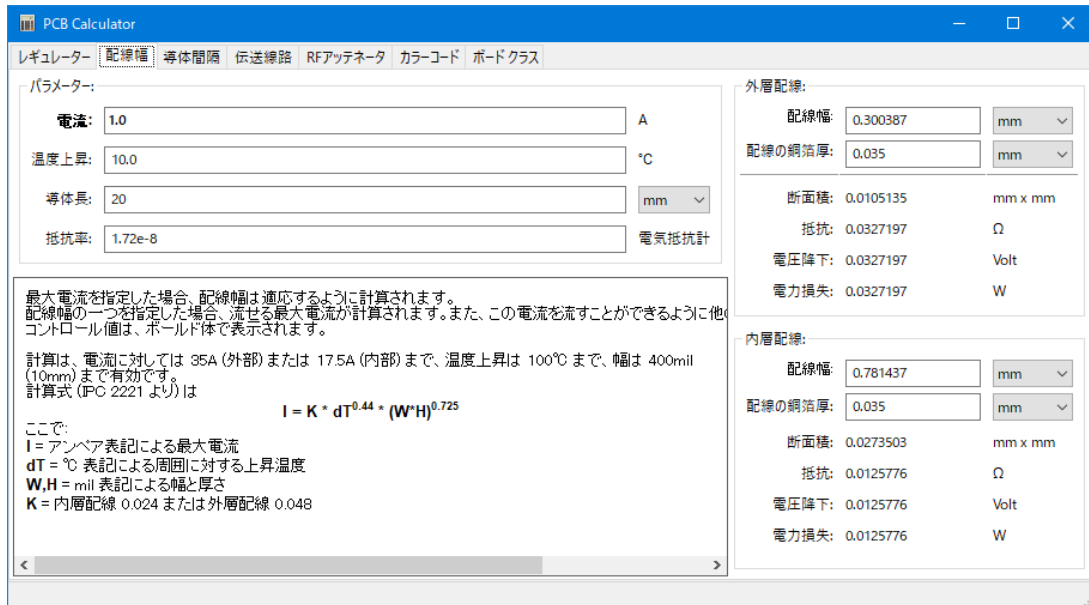 PCB Calculator
レギュレーター 配線幅 導体間隔 伝送線路 RFアッテネータ カラーコード ボードクラス
パラメーター:
電流: 1.0 A
温度上昇: 10.0 °C
導体長: 20 mm
抵抗率: 1.72e-8 電気抵抗計
最大電流を指定した場合、配線幅は適応するように計算されます。
配線幅の一つを指定した場合、流せる最大電流が計算されます。また、この電流を流すことができるように他の
コントロール値は、ボールド体で表示されます。
計算は、電流に対しては 35A (外部) または 17.5A (内部) まで、温度上昇は 100℃ まで、幅は 400mil
(10mm) まで有効です。
計算式 (IPC 2221 より) は
I = K * dT0.44 * (W*H)0.725
ここで:
I = アンペア表記による最大電流
dT = ℃ 表記による周囲に対する上昇温度
W,H = mil 表記による幅と厚さ
K = 内層配線 0.024 または外層配線 0.048
外層配線:
配線幅: 0.300387 mm
配線の銅箔厚: 0.035 mm
断面積: 0.0105135 mm x mm
抵抗: 0.0327197 Ω
電圧降下: 0.0327197 Volt
電力損失: 0.0327197 W
内層配線:
配線幅: 0.781437 mm
配線の銅箔厚: 0.035 mm
断面積: 0.0273503 mm x mm
抵抗: 0.0125776 Ω
電圧降下: 0.0125776 Volt
電力損失: 0.0125776 W